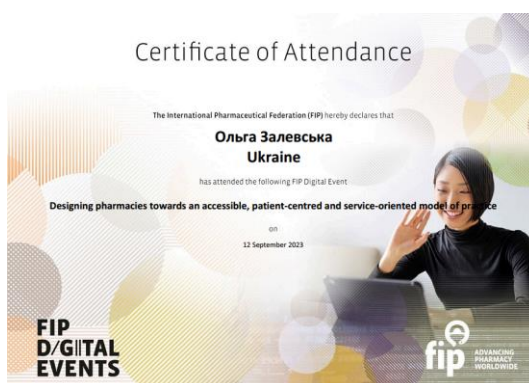 Certificate of Attendance
The International Pharmaceutical Federation (FIP) hereby declares that
Ольга Залевська
Ukraine
has attended the following FIP Digital Event
Designing pharmacies towards an accessible, patient-centred and service-oriented model of practice
on
12 September 2023
FIP
D/GIITAL
EVENTS
fip
ADVANCING
PHARMACY
WORLDWIDE